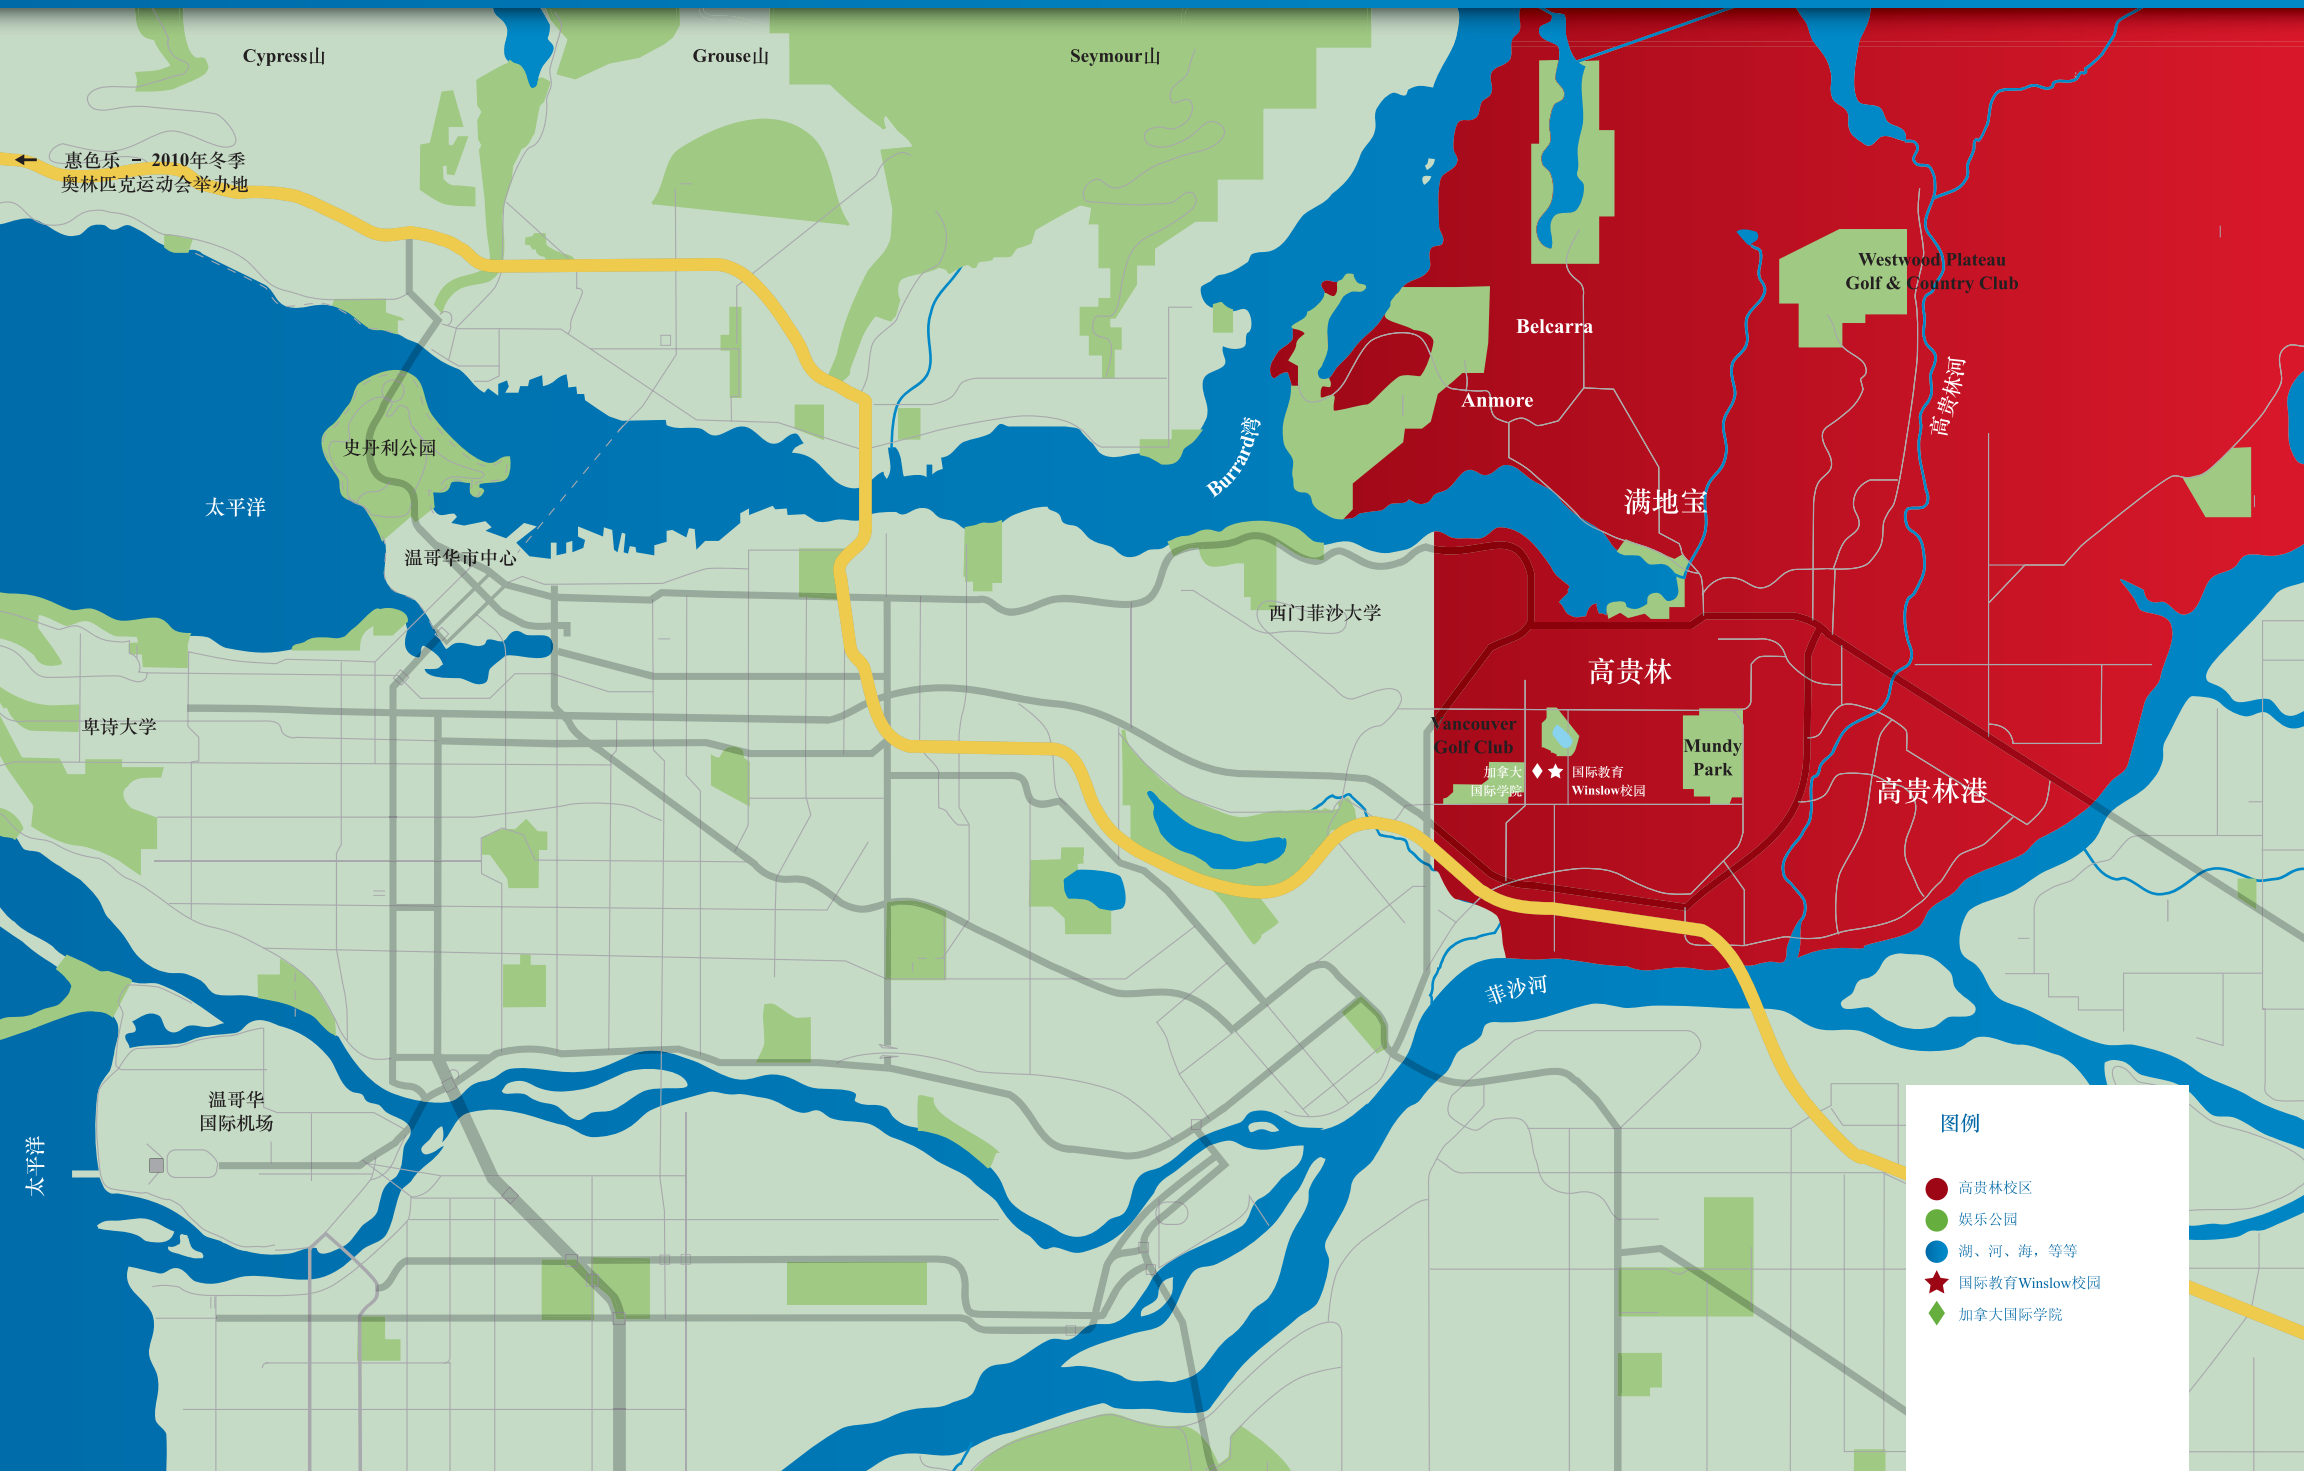 Cypress山
Grouse山
Seymour山
惠色乐 － 2010年冬季
奥林匹克运动会举办地
Westwood Plateau
Golf & Country Club
Belcarra
Anmore
高贵林河
Burrard湾
史丹利公园
太平洋
满地宝
温哥华市中心
西门菲沙大学
高贵林
卑诗大学
Vancouver
Golf Club
Mundy
Park
加拿大
国际学院
国际教育
Winslow校园
高贵林港
菲沙河
温哥华
国际机场
太平洋
图例
高贵林校区
娱乐公园
湖、河、海，等等
国际教育Winslow校园
加拿大国际学院